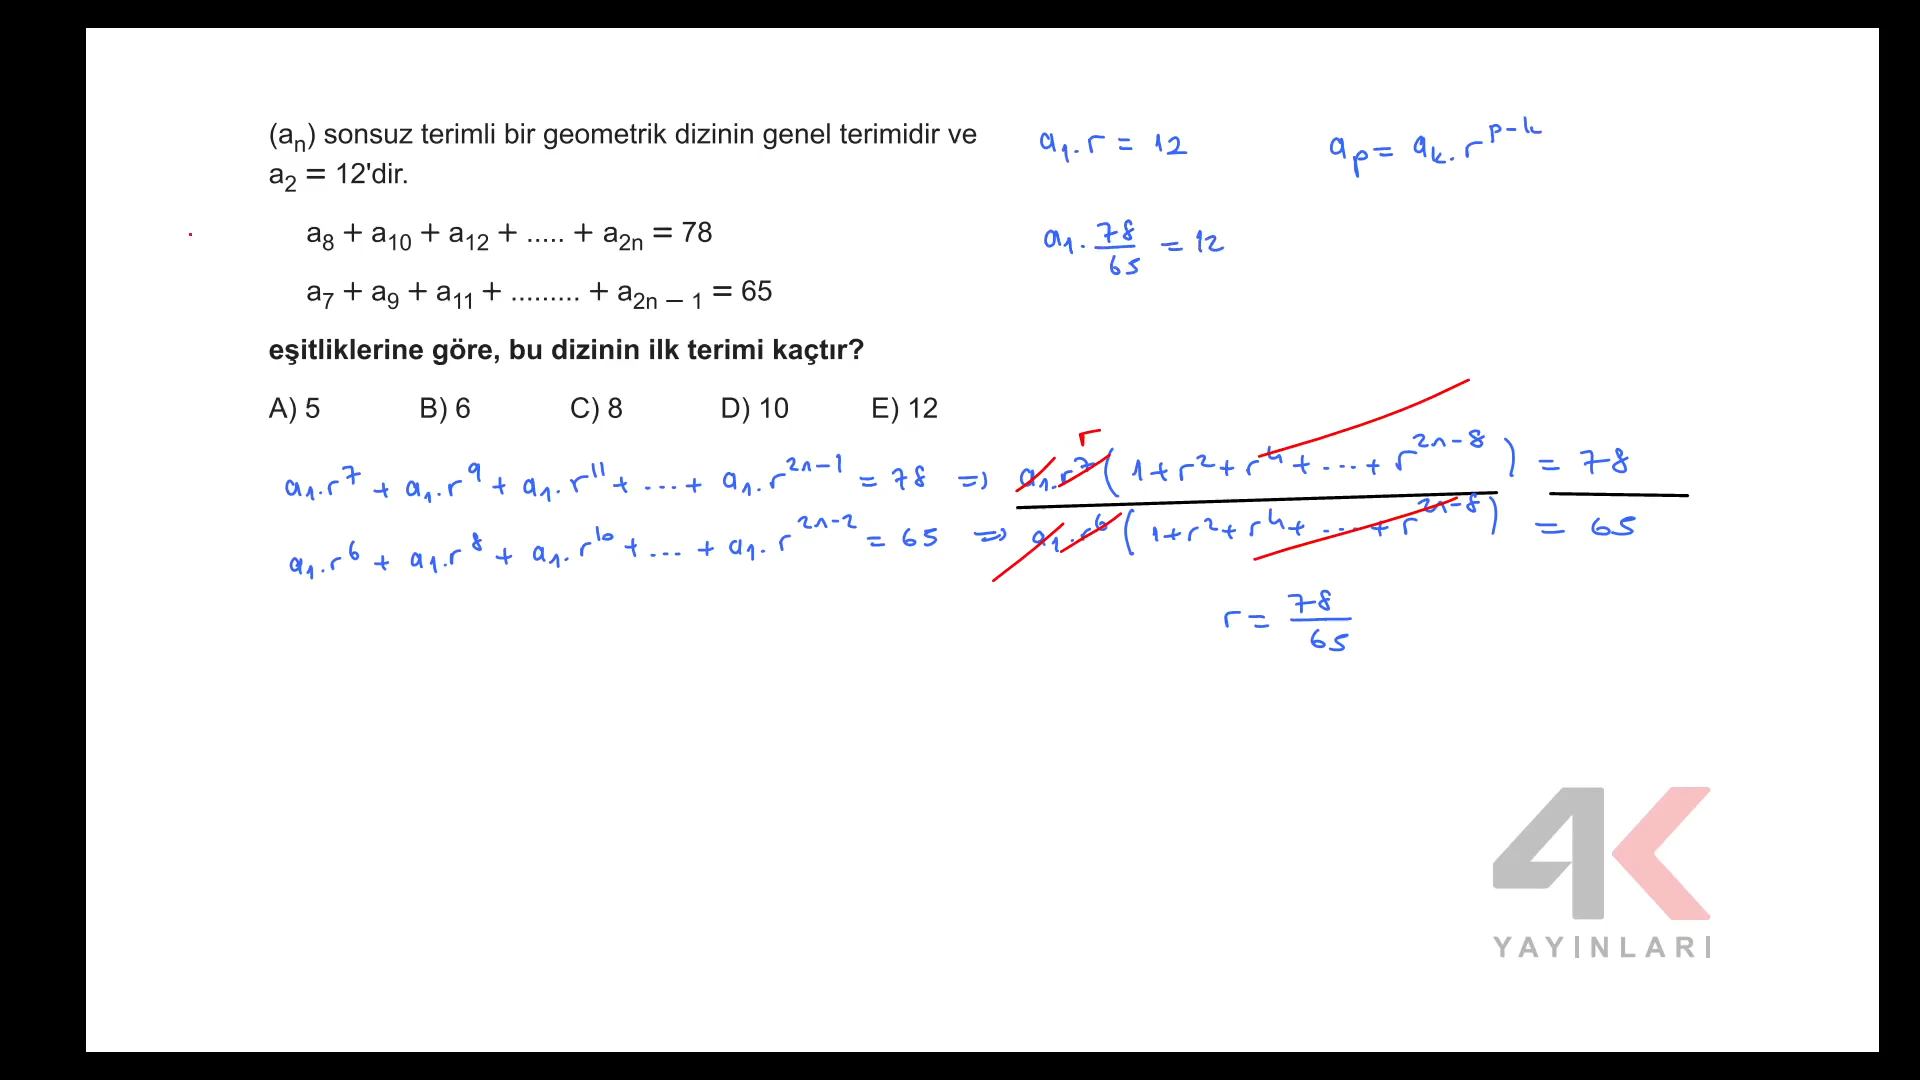 (aₙ) sonsuz terimli bir geometrik dizinin genel terimidir ve
a₂ = 12'dir.
a₈ + a₁₀ + a₁₂ + ..... + a₂ₙ = 78
a₇ + a₉ + a₁₁ + ......... + a₂ₙ₋₁ = 65
eşitliklerine göre, bu dizinin ilk terimi kaçtır?
A) 5 B) 6 C) 8 D) 10 E) 12
a₁.r = 12
aₚ = aₖ.r^(p-k)
a₁.78/65 = 12
a₁.r⁷ + a₁.r⁹ + a₁.r¹¹ + ... + a₁.r^(2n-1) = 78 => a₁.r⁷ (1+r²+r⁴+...+r^(2n-8)) = 78
r
a₁.r⁶ + a₁.r⁸ + a₁.r¹⁰ + ... + a₁.r^(2n-2) = 65 => a₁.r⁶ (1+r²+r⁴+...+r^(2n-8)) = 65
r = 78/65
4K
YAYINLARI